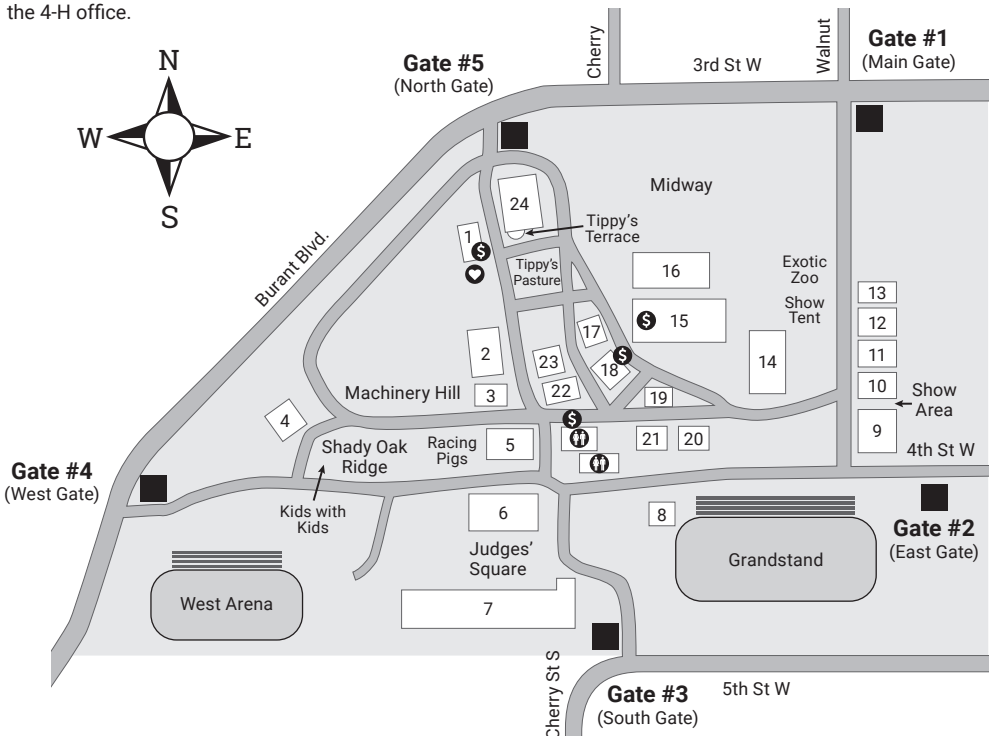 the 4-H office.
N
W
E
S
Gate #5
(North Gate)
Cherry
3rd St W
Walnut
Gate #1
(Main Gate)
Midway
24
Tippy's
Terrace
1
$
Tippy's
Pasture
Burant Blvd.
16
Exotic
Zoo
Show
Tent
13
12
11
10
9
Show
Area
$
15
17
18
$
14
2
23
22
3
19
Machinery Hill
4
Shady Oak
Ridge
Racing
Pigs
5
$
21
20
4th St W
Gate #4
(West Gate)
Kids with
Kids
6
8
Gate #2
(East Gate)
Judges'
Square
Grandstand
West Arena
7
Cherry St S
Gate #3
(South Gate)
5th St W